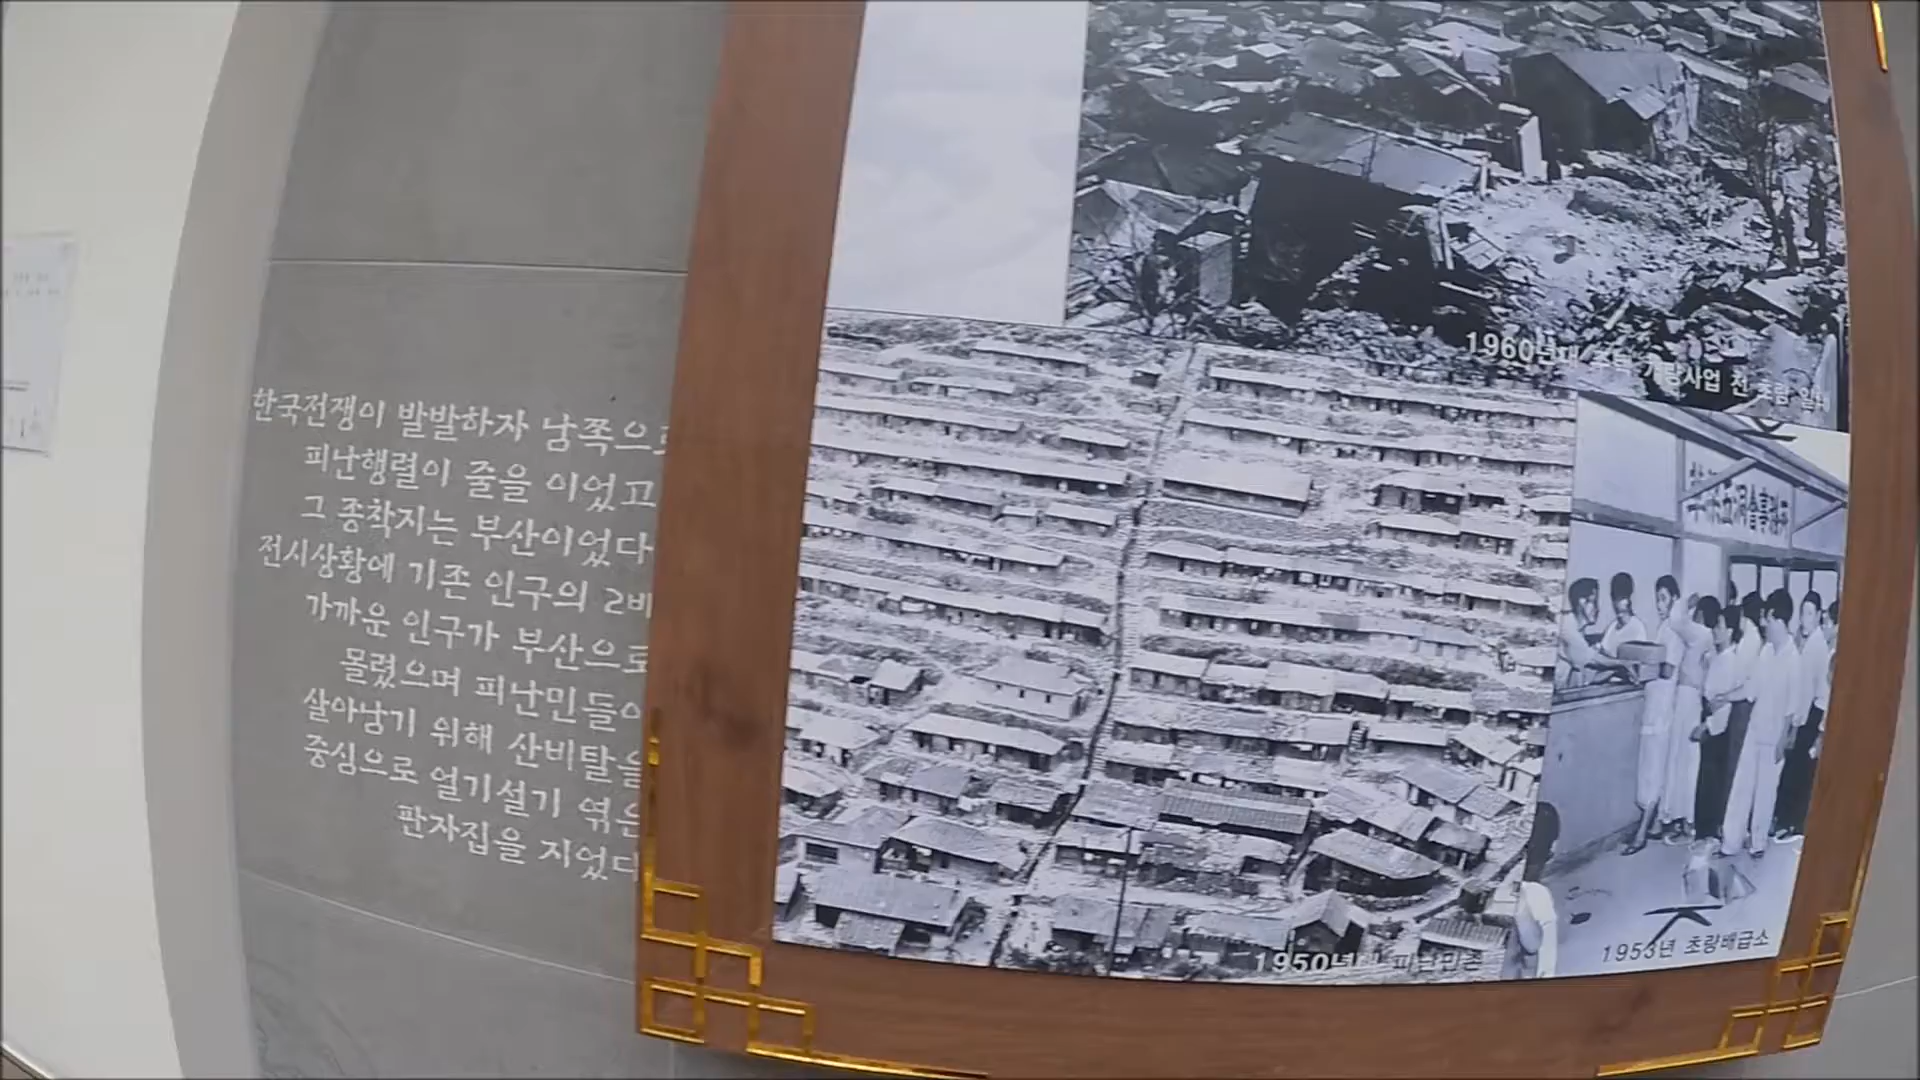 한국전쟁이 발발하자 남쪽으로
피난행렬이 줄을 이었고
그 종착지는 부산이었다
전시상황에 기존 인구의 2배
가까운 인구가 부산으로
몰렸으며 피난민들이
살아남기 위해 산비탈을
중심으로 얼기설기 엮은
판자집을 지었다
1960년대 사업 전 초량
1950년대 피난민촌
1953년 초량배급소